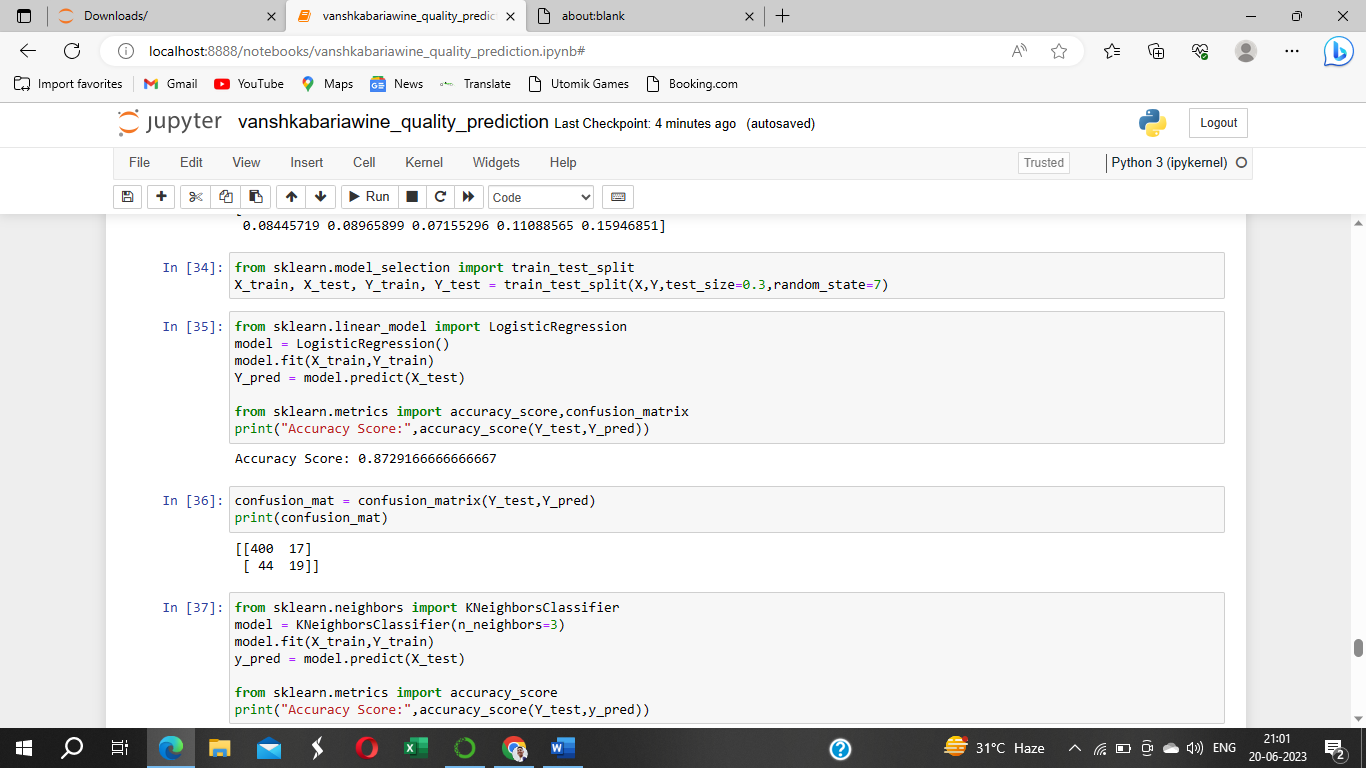 Downloads/
vanshkabariawine_quality_predic
about:blank
localhost:8888/notebooks/vanshkabariawine_quality_prediction.ipynb#
Import favorites
Gmail
YouTube
Maps
News
Translate
Utomik Games
Booking.com
jupyter
vanshkabariawine_quality_prediction Last Checkpoint: 4 minutes ago (autosaved)
Logout
File Edit View Insert Cell Kernel Widgets Help
Trusted
Python 3 (ipykernel)
Run
Code
0.08445719 0.08965899 0.07155296 0.11088565 0.15946851]
In [34]:
from sklearn.model_selection import train_test_split
X_train, X_test, Y_train, Y_test = train_test_split(X,Y,test_size=0.3,random_state=7)
In [35]:
from sklearn.linear_model import LogisticRegression
model = LogisticRegression()
model.fit(X_train,Y_train)
Y_pred = model.predict(X_test)
from sklearn.metrics import accuracy_score,confusion_matrix
print("Accuracy Score:",accuracy_score(Y_test,Y_pred))
Accuracy Score: 0.8729166666666667
In [36]:
confusion_mat = confusion_matrix(Y_test,Y_pred)
print(confusion_mat)
[[400  17]
[ 44  19]]
In [37]:
from sklearn.neighbors import KNeighborsClassifier
model = KNeighborsClassifier(n_neighbors=3)
model.fit(X_train,Y_train)
y_pred = model.predict(X_test)
from sklearn.metrics import accuracy_score
print("Accuracy Score:",accuracy_score(Y_test,y_pred))
31°C Haze
ENG
21:01
20-06-2023
2